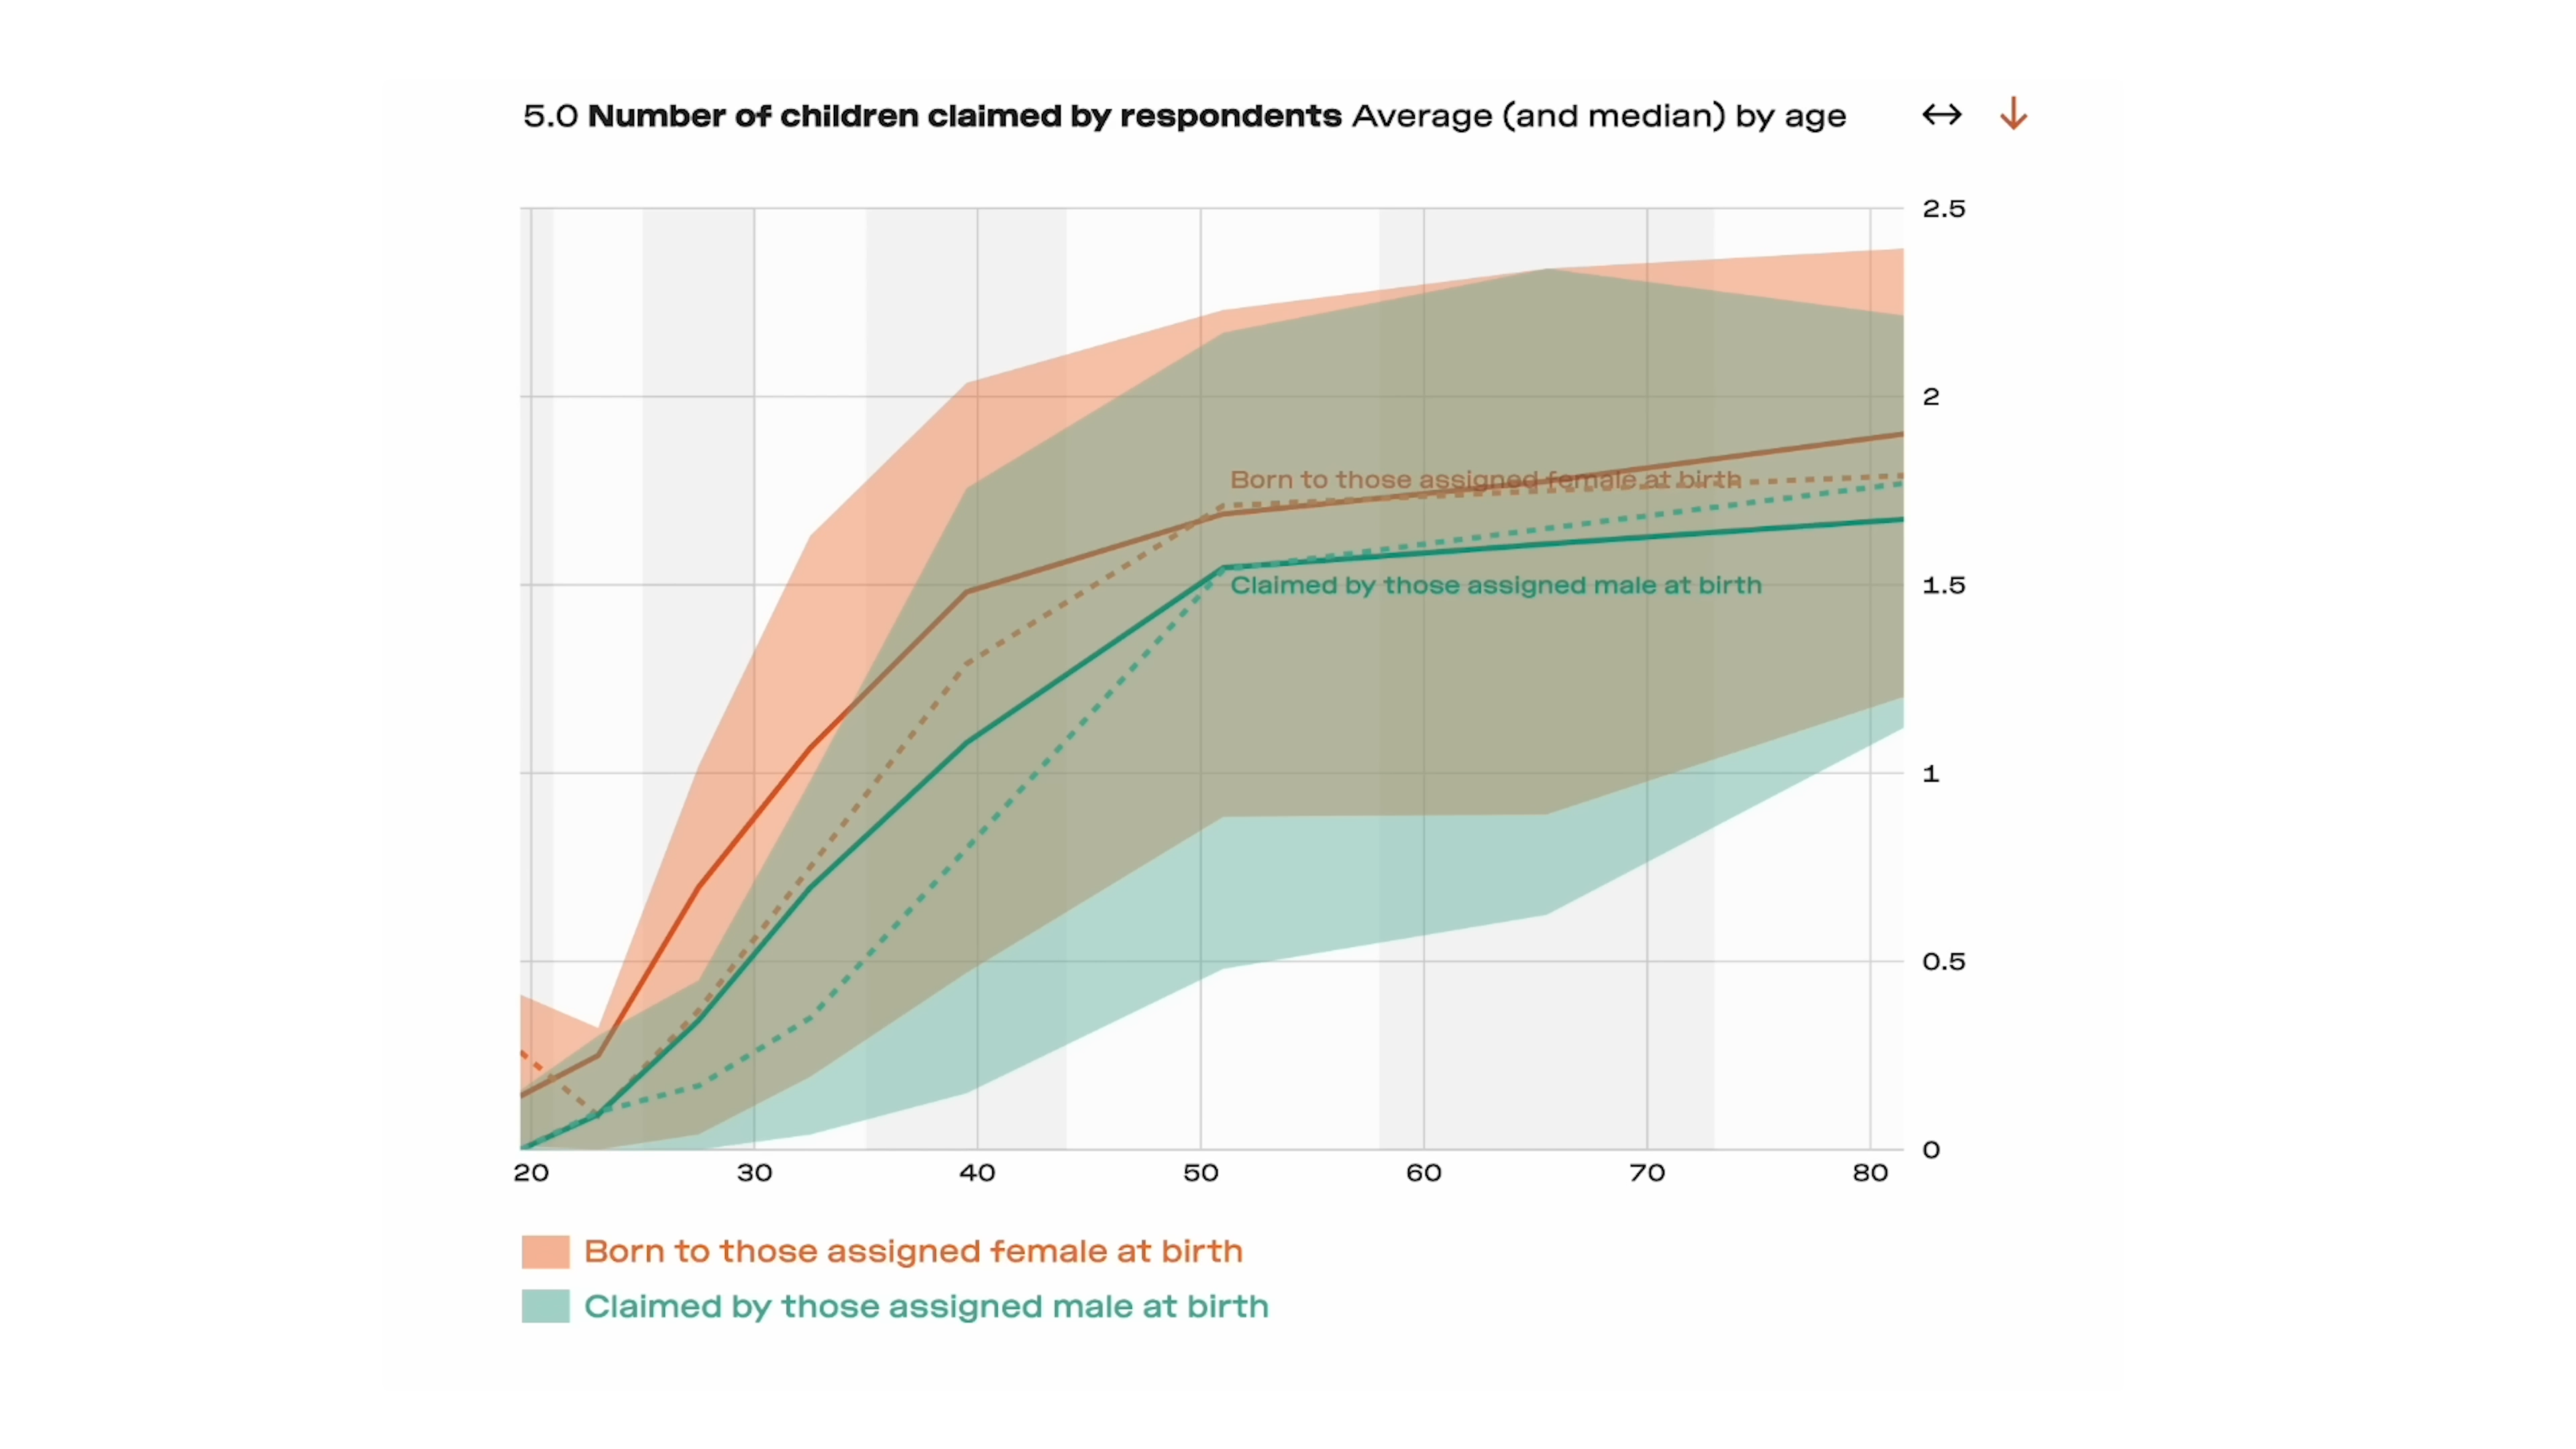 5.0 Number of children claimed by respondents Average (and median) by age
2.5
2
Born to those assigned female at birth
1.5
Claimed by those assigned male at birth
1
0.5
0
20 30 40 50 60 70 80
Born to those assigned female at birth
Claimed by those assigned male at birth